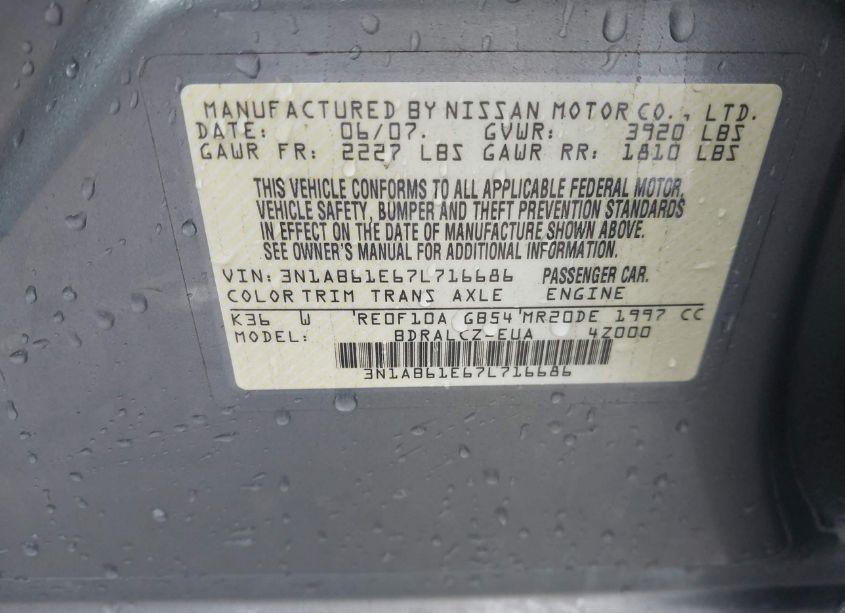 MANUFACTURED BY NISSAN MOTOR CO., LTD.
DATE: 06/07. GVWR: 3920 LBS
GAWR FR: 2227 LBS GAWR RR: 1810 LBS
THIS VEHICLE CONFORMS TO ALL APPLICABLE FEDERAL MOTOR
VEHICLE SAFETY, BUMPER AND THEFT PREVENTION STANDARDS
IN EFFECT ON THE DATE OF MANUFACTURE SHOWN ABOVE.
SEE OWNER'S MANUAL FOR ADDITIONAL INFORMATION.
VIN: 3N1AB61E67L716686 PASSENGER CAR.
COLOR TRIM TRANS AXLE ENGINE
K36 W RE0F10A GB54 MR20DE 1997 CC
MODEL: BDRALCZ-EUA 4Z000
3N1AB61E67L716686